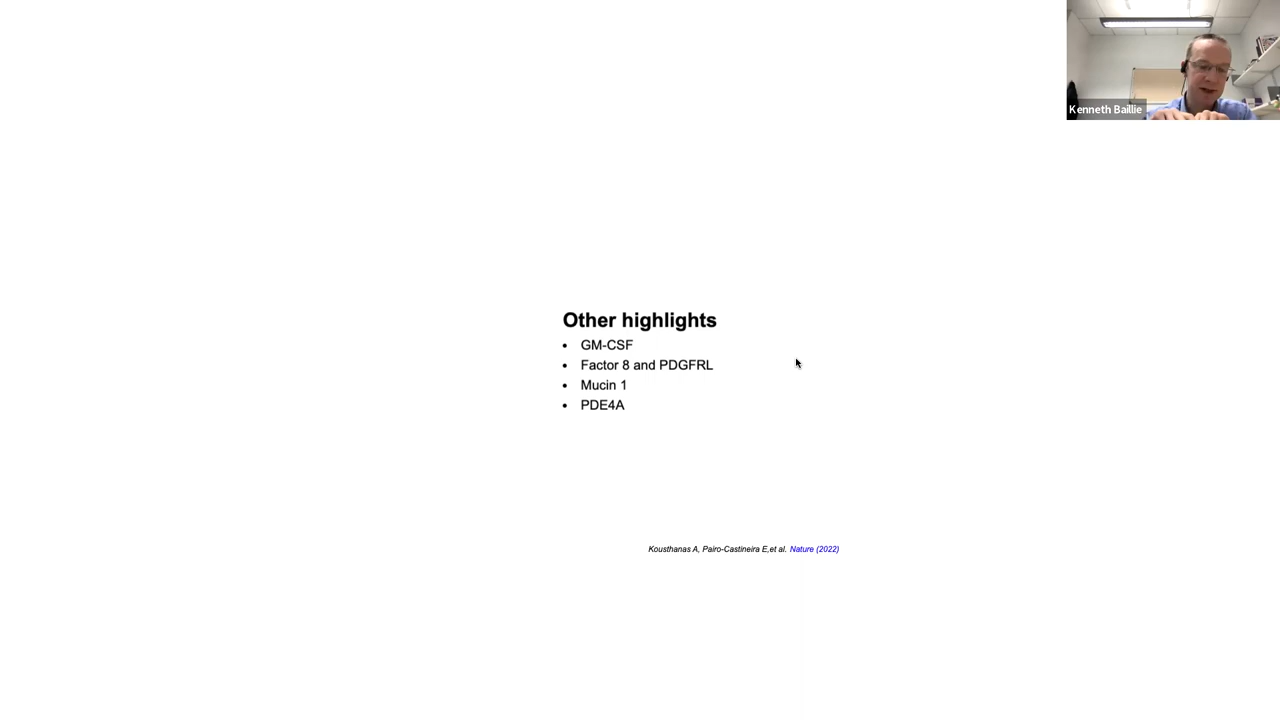 Kenneth Baillie
Other highlights
• GM-CSF
• Factor 8 and PDGFRL
• Mucin 1
• PDE4A
Kousthanas A, Pairo-Castineira E,et al. Nature (2022)